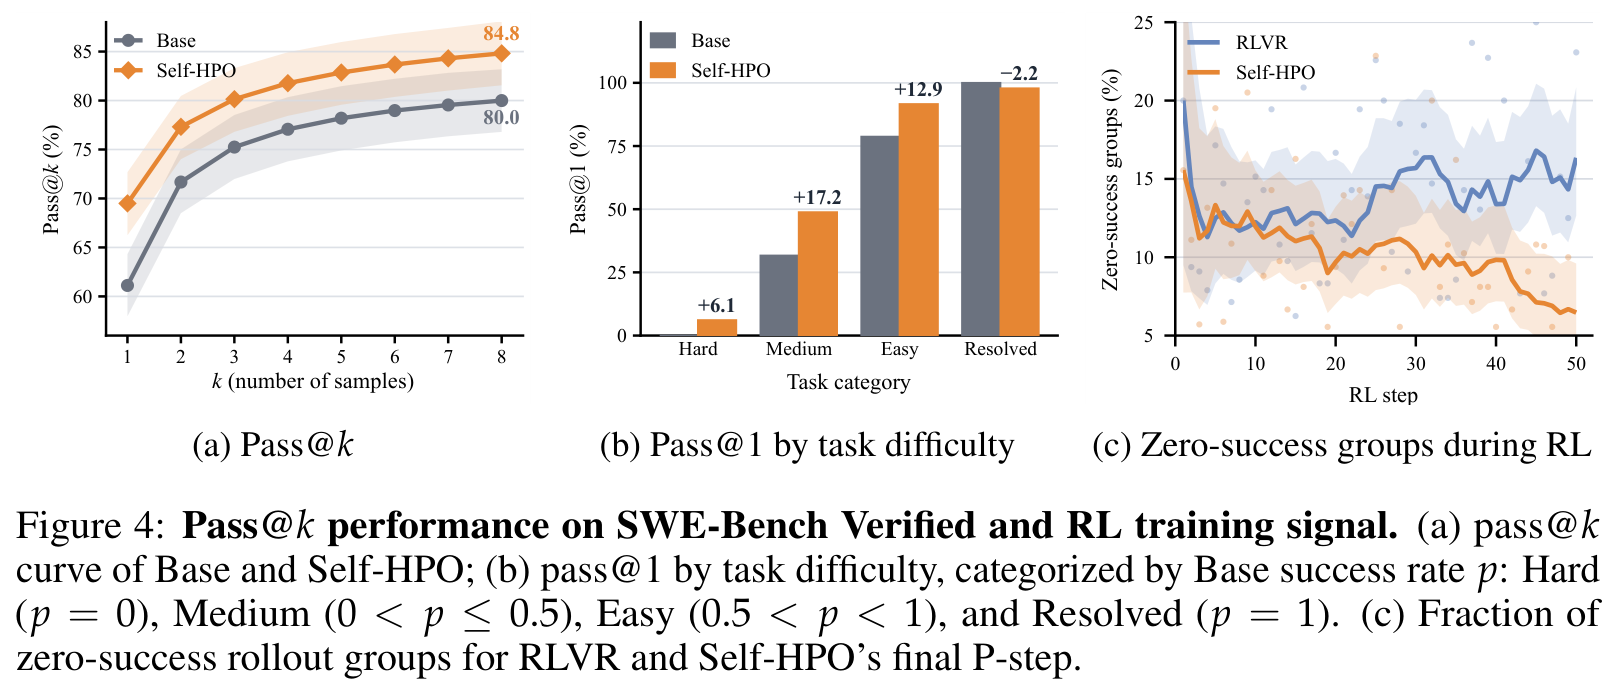 85
80
75
70
65
60
Pass@k (%)
Base
Self-HPO
84.8
80.0
1 2 3 4 5 6 7 8
k (number of samples)
(a) Pass@k
100
75
50
25
0
Pass@1 (%)
Base
Self-HPO
+6.1
+17.2
+12.9
−2.2
Hard Medium Easy Resolved
Task category
(b) Pass@1 by task difficulty
25
20
15
10
5
Zero-success groups (%)
RLVR
Self-HPO
0 10 20 30 40 50
RL step
(c) Zero-success groups during RL
Figure 4: Pass@k performance on SWE-Bench Verified and RL training signal. (a) pass@k
curve of Base and Self-HPO; (b) pass@1 by task difficulty, categorized by Base success rate p: Hard
(p = 0), Medium (0 < p ≤ 0.5), Easy (0.5 < p < 1), and Resolved (p = 1). (c) Fraction of
zero-success rollout groups for RLVR and Self-HPO's final P-step.